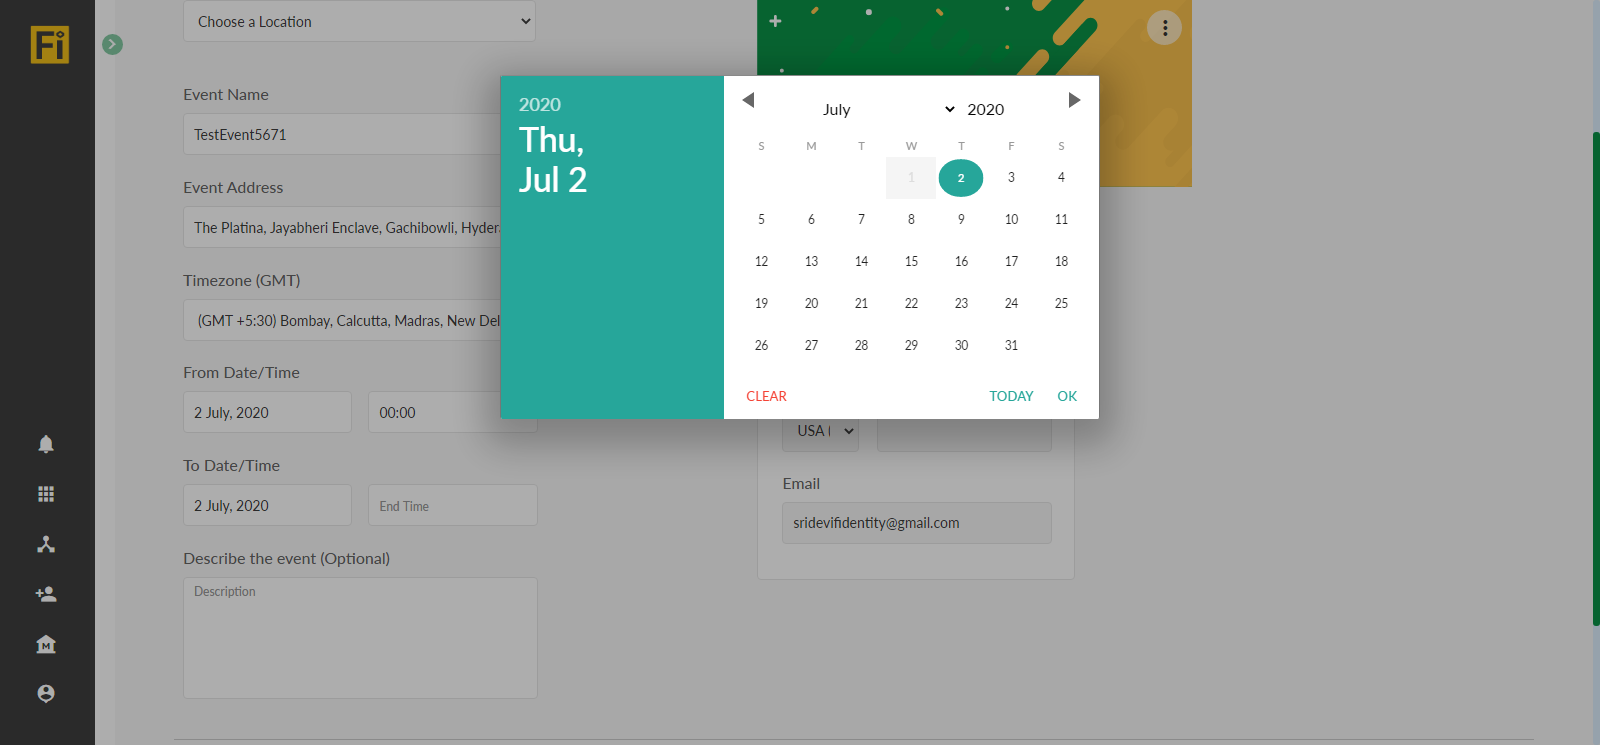 Fi
Choose a Location
Event Name
TestEvent5671
Event Address
The Platina, Jayabheri Enclave, Gachibowli, Hyder
Timezone (GMT)
(GMT +5:30) Bombay, Calcutta, Madras, New Del
From Date/Time
2 July, 2020
00:00
To Date/Time
2 July, 2020
End Time
Describe the event (Optional)
Description
M
2020
Thu,
Jul 2
July 2020
S M T W T F S
1 2 3 4
5 6 7 8 9 10 11
12 13 14 15 16 17 18
19 20 21 22 23 24 25
26 27 28 29 30 31
CLEAR TODAY OK
USA (
Email
sridevifidentity@gmail.com